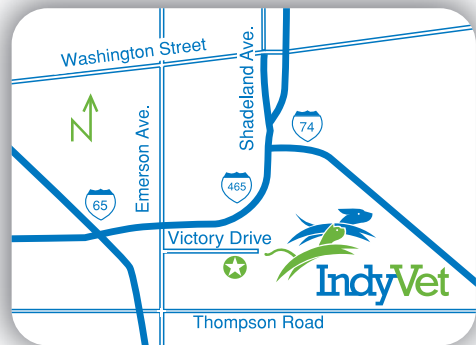 Washington Street
Shadeland Ave.
N
Emerson Ave.
74
465
65
Victory Drive
IndyVet
Thompson Road